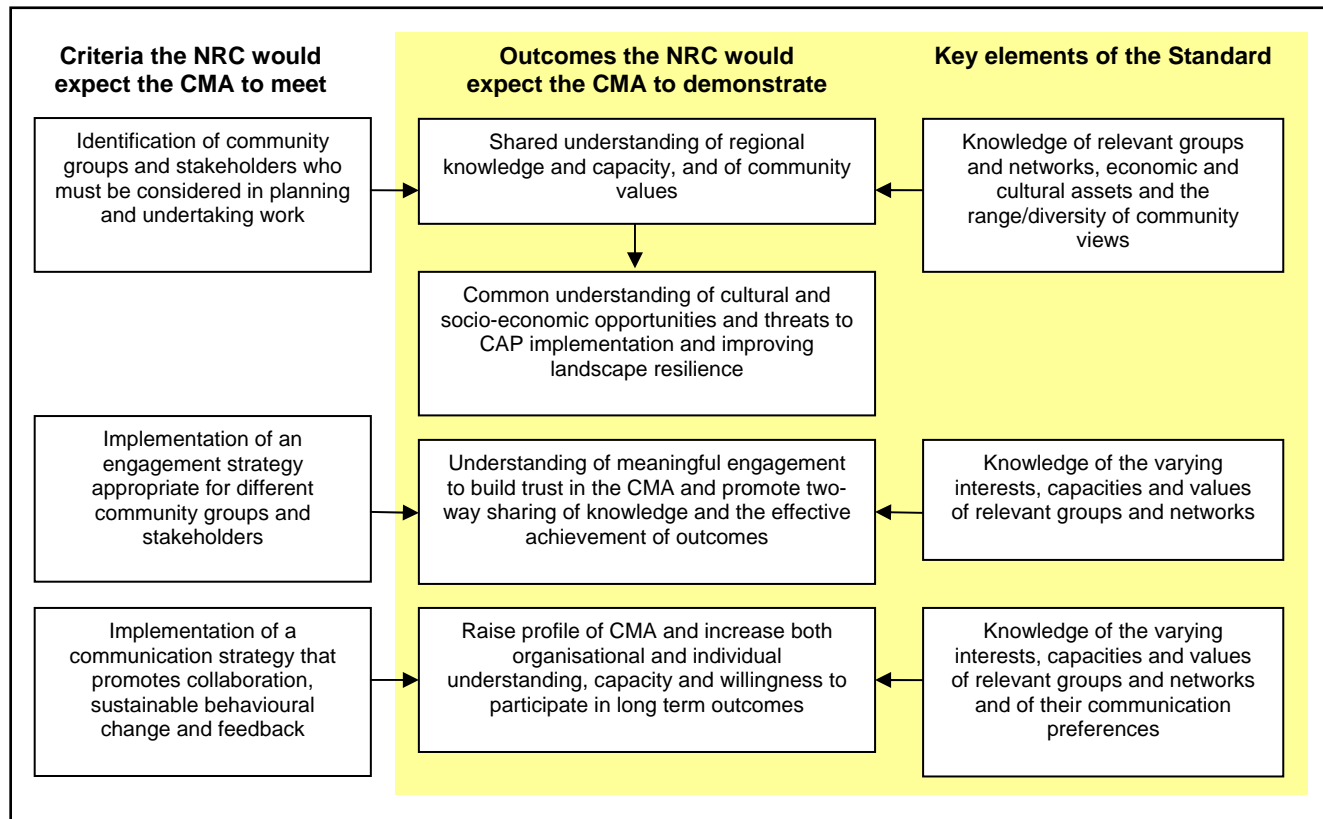 Criteria the NRC would
expect the CMA to meet
Outcomes the NRC would
expect the CMA to demonstrate
Key elements of the Standard
Identification of community
groups and stakeholders who
must be considered in planning
and undertaking work
Shared understanding of regional
knowledge and capacity, and of community
values
Knowledge of relevant groups
and networks, economic and
cultural assets and the
range/diversity of community
views
Common understanding of cultural and
socio-economic opportunities and threats to
CAP implementation and improving
landscape resilience
Implementation of an
engagement strategy
appropriate for different
community groups and
stakeholders
Understanding of meaningful engagement
to build trust in the CMA and promote two-
way sharing of knowledge and the effective
achievement of outcomes
Knowledge of the varying
interests, capacities and values
of relevant groups and networks
Implementation of a
communication strategy that
promotes collaboration,
sustainable behavioural
change and feedback
Raise profile of CMA and increase both
organisational and individual
understanding, capacity and willingness to
participate in long term outcomes
Knowledge of the varying
interests, capacities and values
of relevant groups and networks
and of their communication
preferences